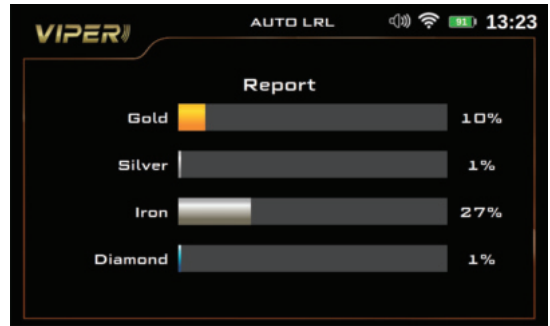 VIPER
AUTO LRL
91
13:23
Report
Gold 10%
Silver 1%
Iron 27%
Diamond 1%